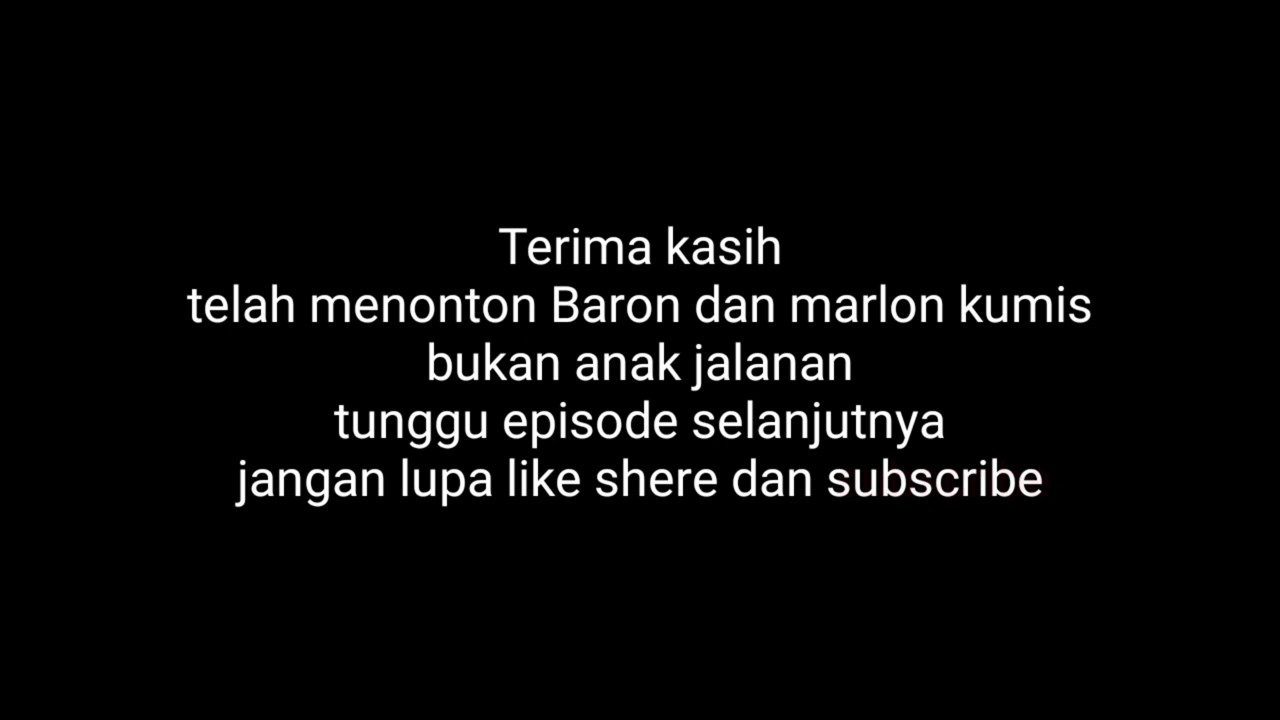 Terima kasih
telah menonton Baron dan marlon kumis
bukan anak jalanan
tunggu episode selanjutnya
jangan lupa like shere dan subscribe